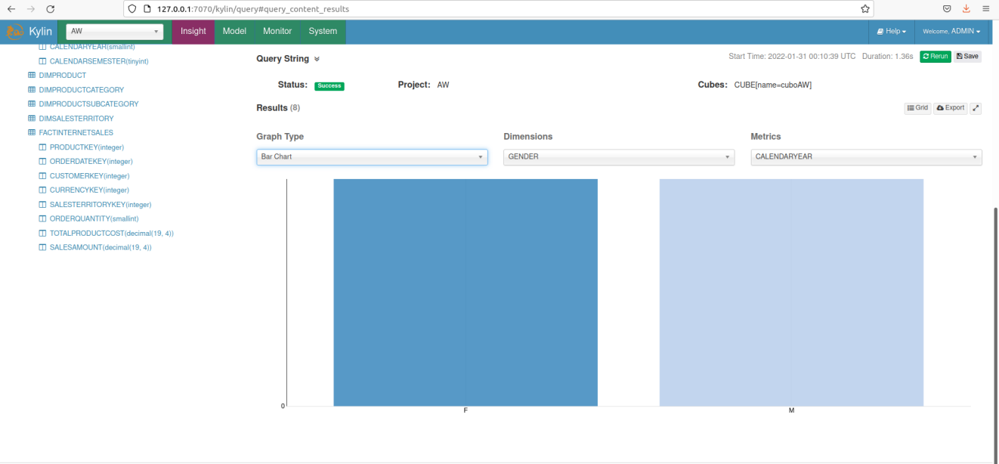 127.0.0.1:7070/kylin/query#query_content_results
Kylin AW Insight Model Monitor System Help Welcome, ADMIN
CALENDARYEAR(smallint)
CALENDARSEMESTER(tinyint)
DIMPRODUCT
DIMPRODUCTCATEGORY
DIMPRODUCTSUBCATEGORY
DIMSALESTERRITORY
FACTINTERNETSALES
PRODUCTKEY(integer)
ORDERDATEKEY(integer)
CUSTOMERKEY(integer)
CURRENCYKEY(integer)
SALESTERRITORYKEY(integer)
ORDERQUANTITY(smallint)
TOTALPRODUCTCOST(decimal(19, 4))
SALESAMOUNT(decimal(19, 4))
Query String Start Time: 2022-01-31 00:10:39 UTC Duration: 1.36s Rerun Save
Status: Success Project: AW Cubes: CUBE[name=cuboAW]
Results (8) Grid Export
Graph Type Dimensions Metrics
Bar Chart GENDER CALENDARYEAR
0
F M